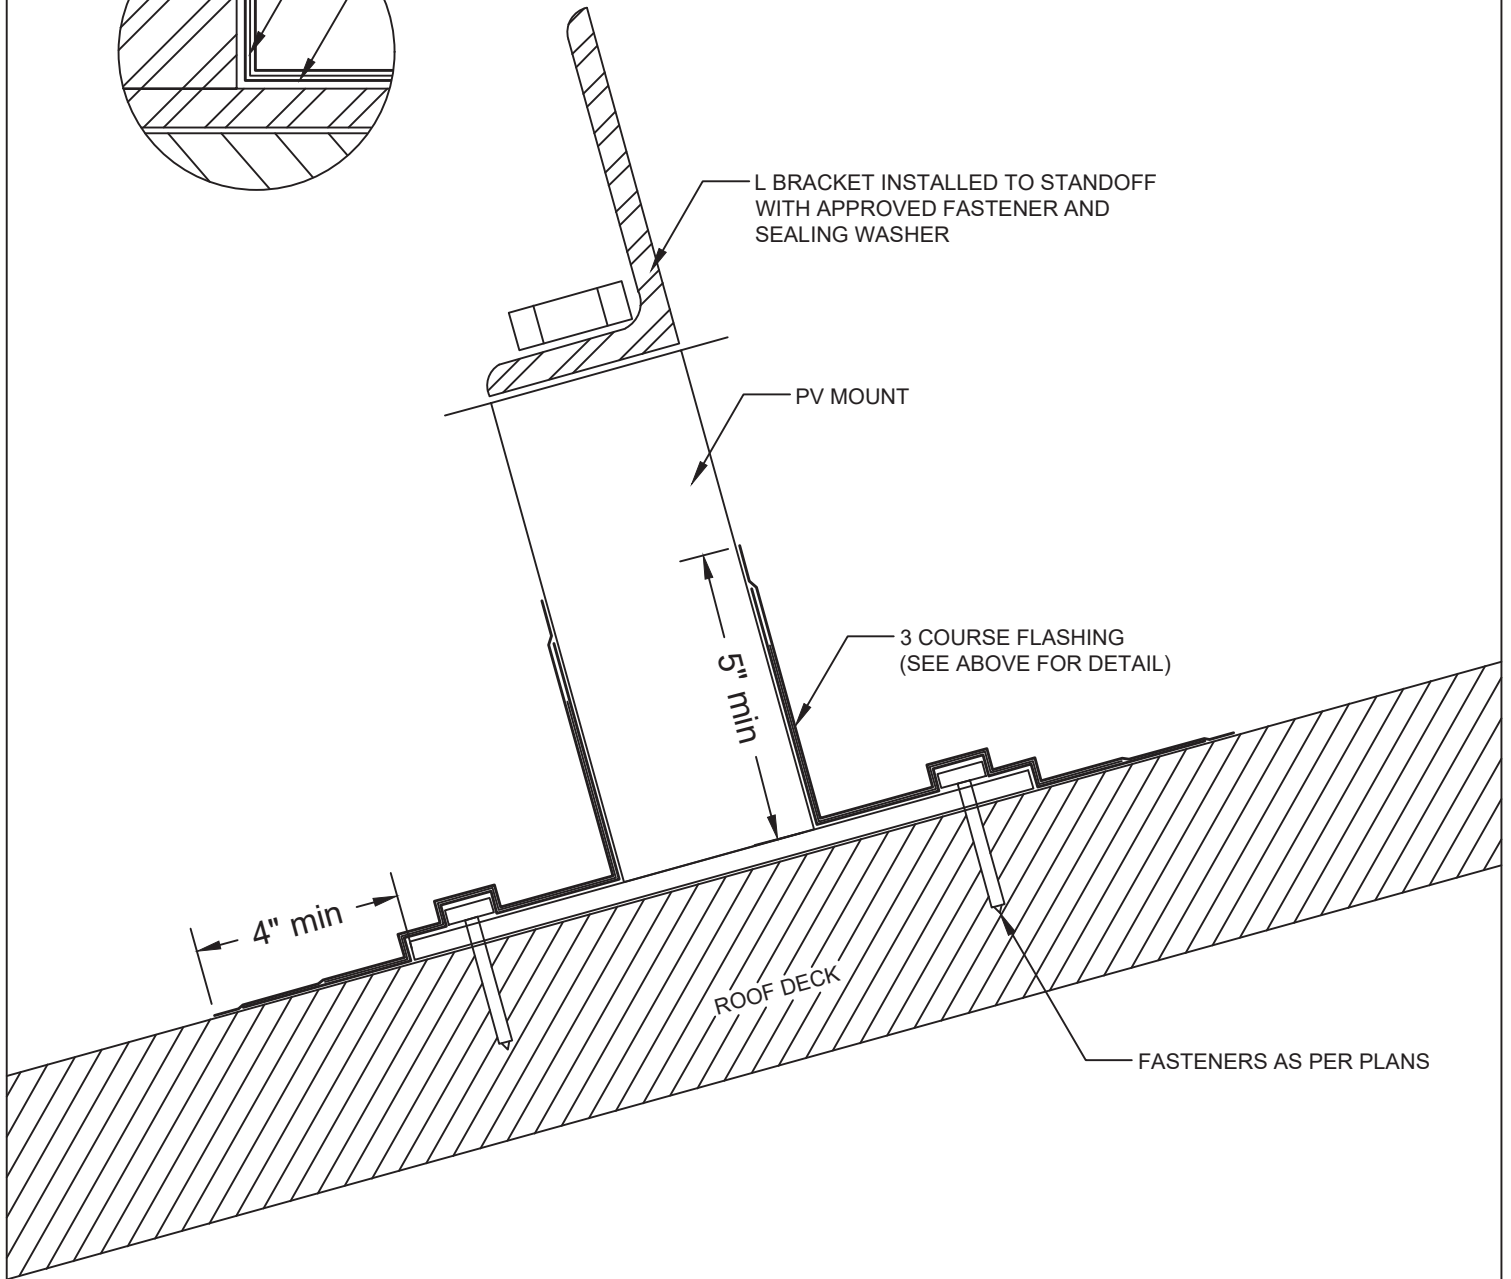 L BRACKET INSTALLED TO STANDOFF
WITH APPROVED FASTENER AND
SEALING WASHER
PV MOUNT
3 COURSE FLASHING
(SEE ABOVE FOR DETAIL)
5" min
4" min
ROOF DECK
FASTENERS AS PER PLANS